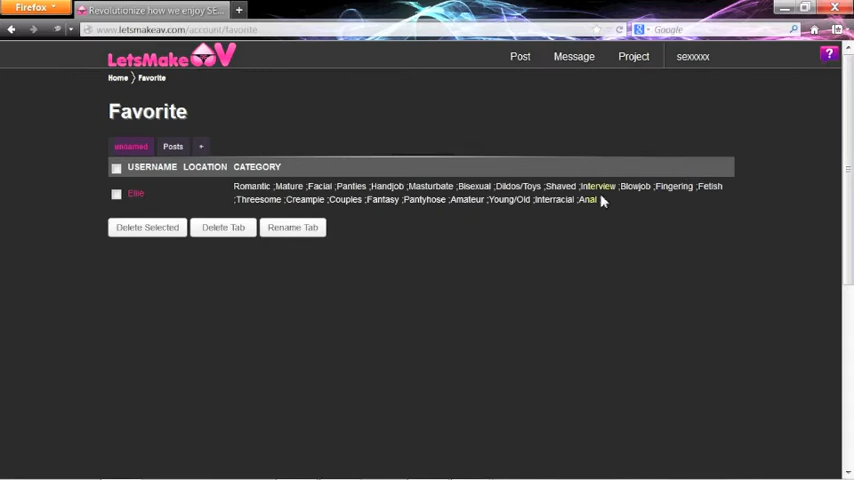 Firefox
Revolutionize how we enjoy SE...
www.letsmakeav.com/account/favorite
Google
LetsMake V
Post Message Project sexxxxx
Home Favorite
Favorite
unnamed Posts +
USERNAME LOCATION CATEGORY
Ellie
Romantic ;Mature ;Facial ;Panties ;Handjob ;Masturbate ;Bisexual ;Dildos/Toys ;Shaved ;Interview ;Blowjob ;Fingering ;Fetish
;Threesome ;Creampie ;Couples ;Fantasy ;Pantyhose ;Amateur ;Young/Old ;Interracial ;Anal
Delete Selected Delete Tab Rename Tab